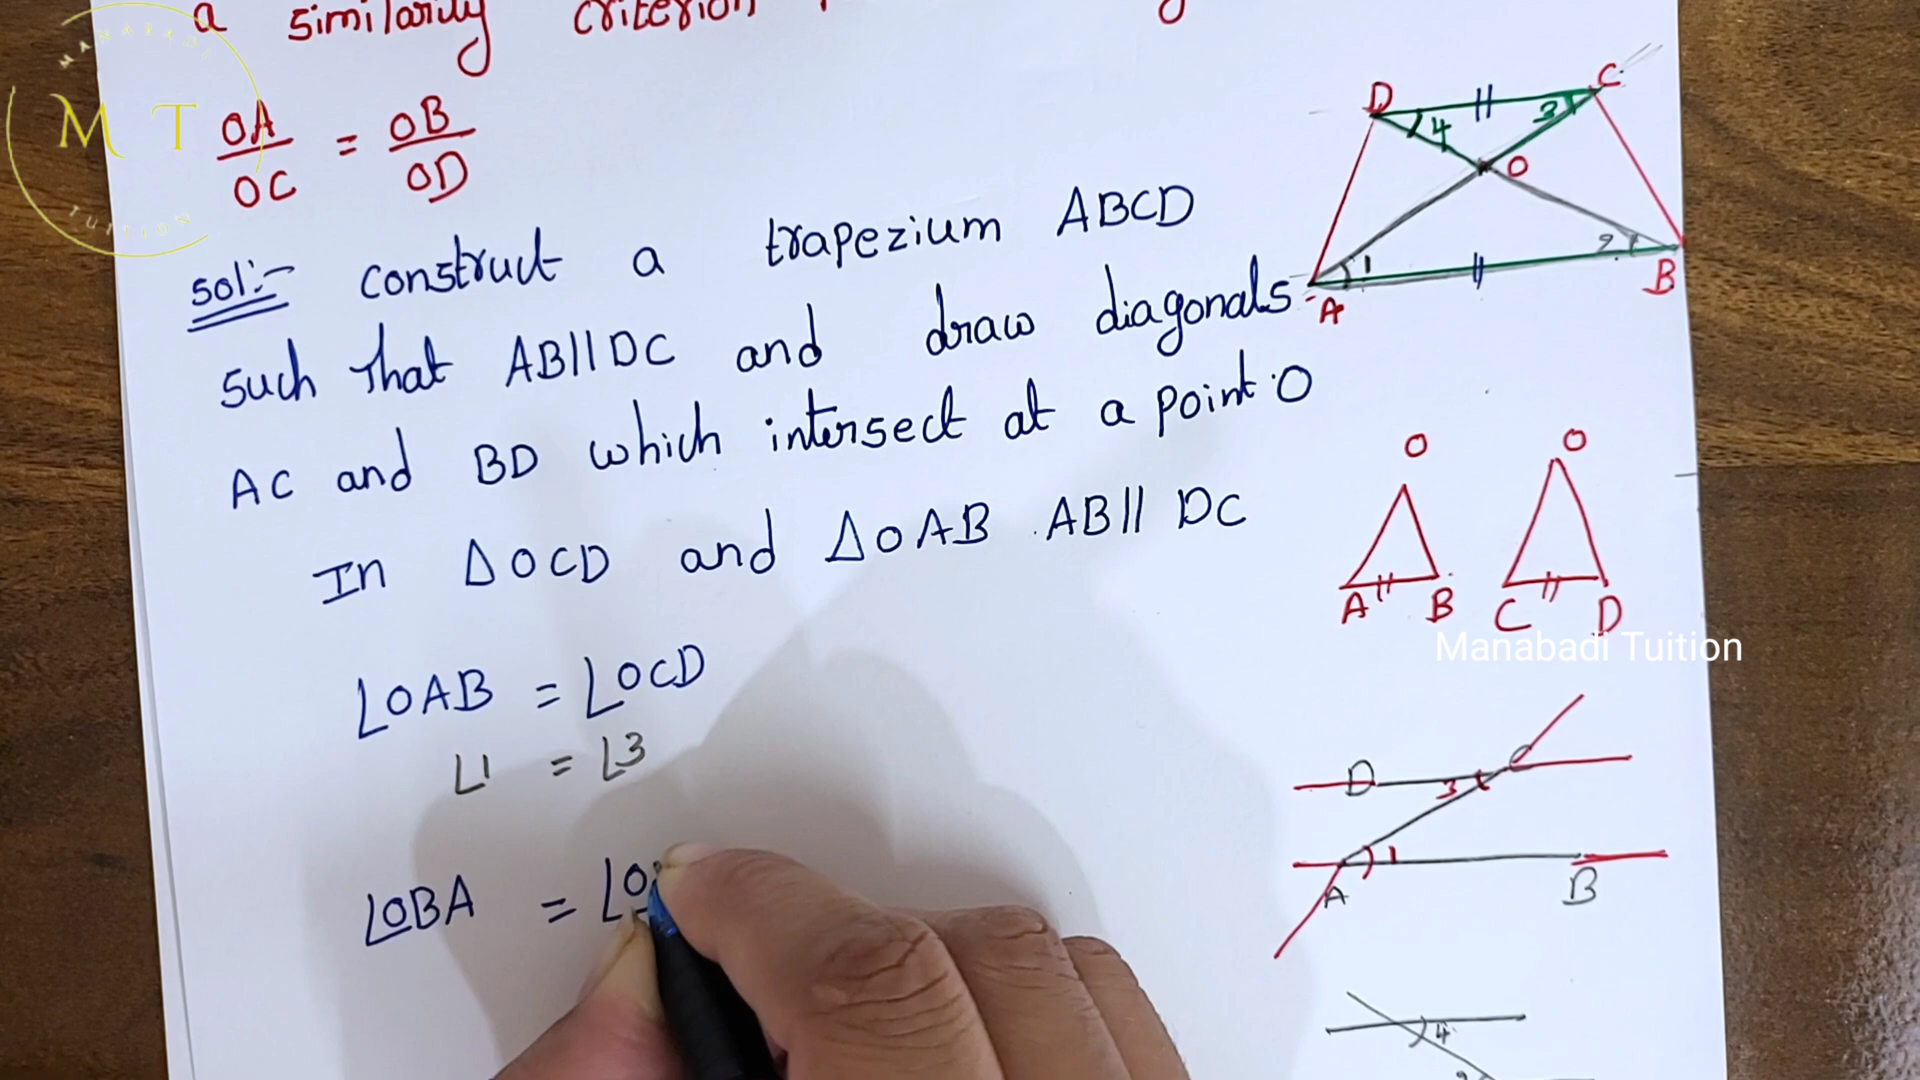 a similarity criterion
OA/OC = OB/OD
Sol:- construct a trapezium ABCD
such that AB||DC and draw diagonals
AC and BD which intersect at a point O
In ΔOCD and ΔOAB AB|| DC
∠OAB = ∠OCD
∠1 = ∠3
∠OBA = ∠O
D C
4 3
O
1 2
A B
O O
A B C D
Manabadi Tuition
D C
3
1
A B
4
M T
MANABADI
TUITION